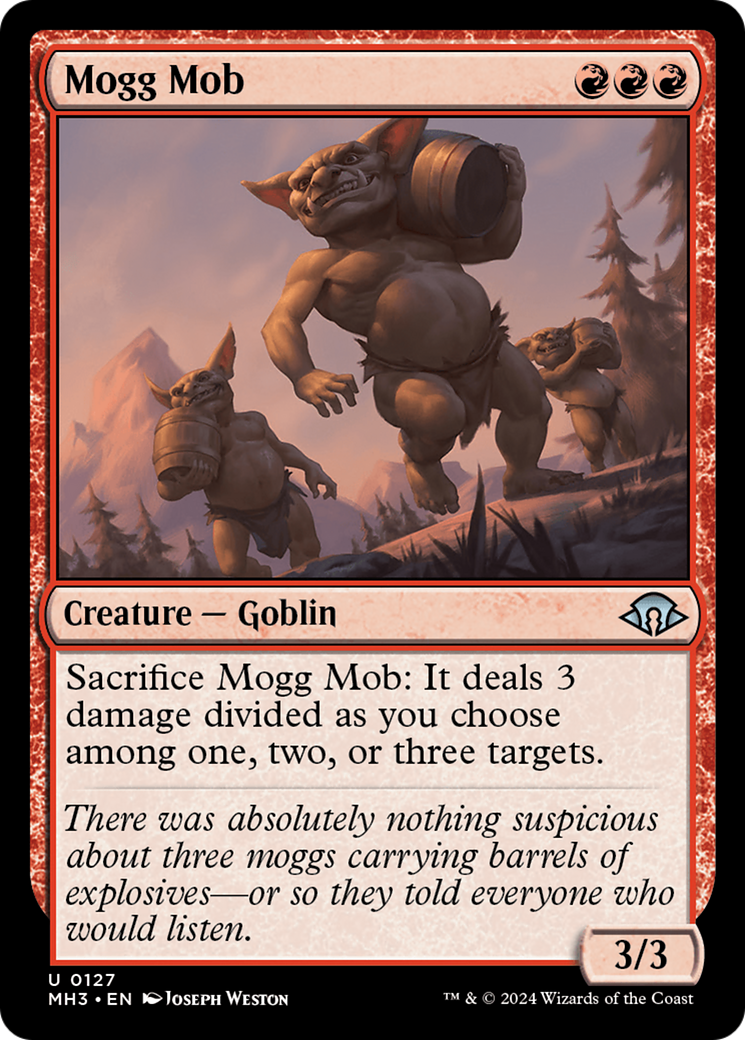 Mogg Mob
Creature — Goblin
Sacrifice Mogg Mob: It deals 3
damage divided as you choose
among one, two, or three targets.
There was absolutely nothing suspicious
about three moggs carrying barrels of
explosives—or so they told everyone who
would listen.
3/3
U 0127
MH3 • EN Joseph Weston
™ & © 2024 Wizards of the Coast